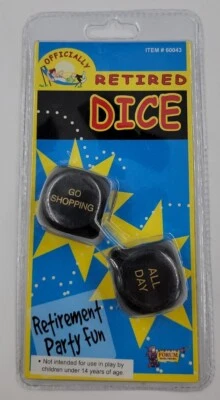 ITEM # 60043
OFFICIALLY
RETIRED
DICE
GO
SHOPPING
ALL
DAY
Retirement
Party Fun
• Not intended for use in play by
children under 14 years of age.
FORUM